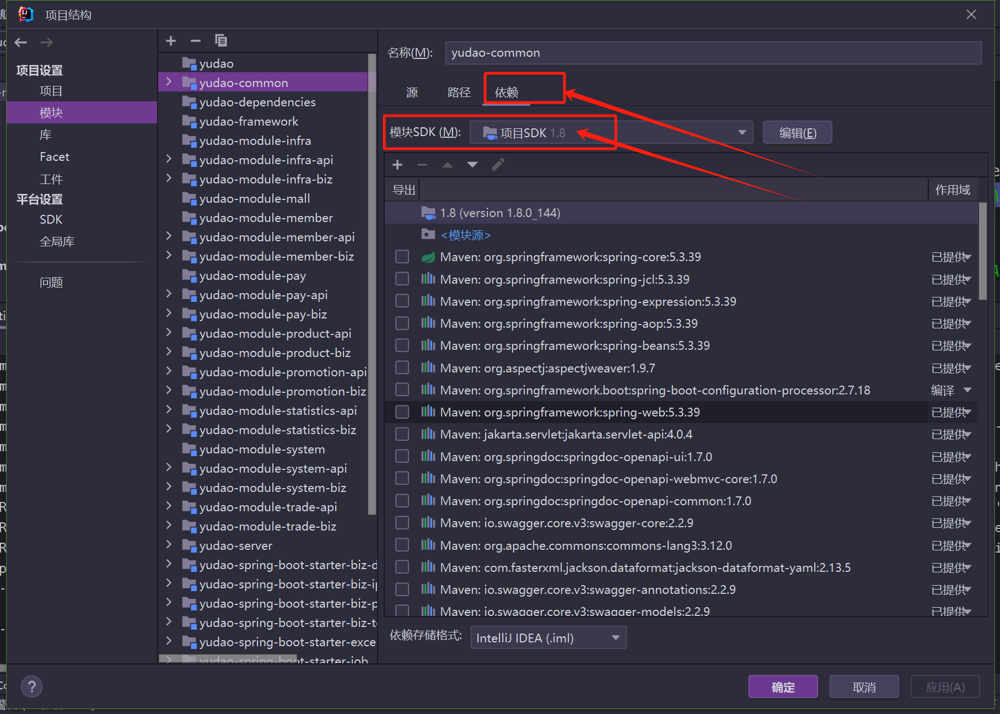 项目结构
项目设置
项目
模块
库
Facet
工件
平台设置
SDK
全局库
问题
yudao
yudao-common
yudao-dependencies
yudao-framework
yudao-module-infra
yudao-module-infra-api
yudao-module-infra-biz
yudao-module-mall
yudao-module-member
yudao-module-member-api
yudao-module-member-biz
yudao-module-pay
yudao-module-pay-api
yudao-module-pay-biz
yudao-module-product-api
yudao-module-product-biz
yudao-module-promotion-api
yudao-module-promotion-biz
yudao-module-statistics-api
yudao-module-statistics-biz
yudao-module-system
yudao-module-system-api
yudao-module-system-biz
yudao-module-trade-api
yudao-module-trade-biz
yudao-server
yudao-spring-boot-starter-biz-d
yudao-spring-boot-starter-biz-ip
yudao-spring-boot-starter-biz-p
yudao-spring-boot-starter-biz-te
yudao-spring-boot-starter-exce
yudao-spring-boot-starter-job
名称(M): yudao-common
源 路径 依赖
模块SDK (M): 项目SDK 1.8 编辑(E)
导出 作用域
1.8 (version 1.8.0_144)
<模块源>
Maven: org.springframework:spring-core:5.3.39 已提供
Maven: org.springframework:spring-jcl:5.3.39 已提供
Maven: org.springframework:spring-expression:5.3.39 已提供
Maven: org.springframework:spring-aop:5.3.39 已提供
Maven: org.springframework:spring-beans:5.3.39 已提供
Maven: org.aspectj:aspectjweaver:1.9.7 已提供
Maven: org.springframework.boot:spring-boot-configuration-processor:2.7.18 编译
Maven: org.springframework:spring-web:5.3.39 已提供
Maven: jakarta.servlet:jakarta.servlet-api:4.0.4 已提供
Maven: org.springdoc:springdoc-openapi-ui:1.7.0 已提供
Maven: org.springdoc:springdoc-openapi-webmvc-core:1.7.0 已提供
Maven: org.springdoc:springdoc-openapi-common:1.7.0 已提供
Maven: io.swagger.core.v3:swagger-core:2.2.9 已提供
Maven: org.apache.commons:commons-lang3:3.12.0 已提供
Maven: com.fasterxml.jackson.dataformat:jackson-dataformat-yaml:2.13.5 已提供
Maven: io.swagger.core.v3:swagger-annotations:2.2.9 已提供
Maven: io.swagger.core.v3:swagger-models:2.2.9 已提供
依赖存储格式: IntelliJ IDEA (.iml)
? 确定 取消 应用(A)